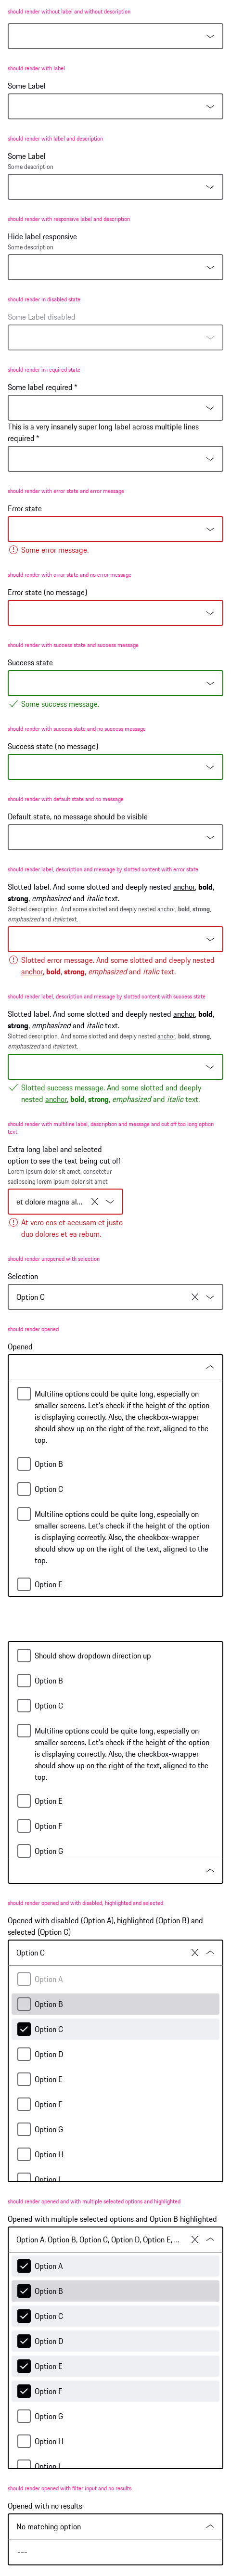 should render without label and without description
should render with label
Some Label
should render with label and description
Some Label
Some description
should render with responsive label and description
Hide label responsive
Some description
should render in disabled state
Some Label disabled
should render in required state
Some label required *
This is a very insanely super long label across multiple lines
required *
should render with error state and error message
Error state
Some error message.
should render with error state and no error message
Error state (no message)
should render with success state and success message
Success state
Some success message.
should render with success state and no success message
Success state (no message)
should render with default state and no message
Default state, no message should be visible
should render label, description and message by slotted content with error state
Slotted label. And some slotted and deeply nested anchor, bold,
strong, emphasized and italic text.
Slotted description. And some slotted and deeply nested anchor, bold, strong,
emphasized and italic text.
Slotted error message. And some slotted and deeply nested
anchor, bold, strong, emphasized and italic text.
should render label, description and message by slotted content with success state
Slotted label. And some slotted and deeply nested anchor, bold,
strong, emphasized and italic text.
Slotted description. And some slotted and deeply nested anchor, bold, strong,
emphasized and italic text.
Slotted success message. And some slotted and deeply
nested anchor, bold, strong, emphasized and italic text.
should render with multiline label, description and message and cut off too long option-
text
Extra long label and selected
option to see the text being cut off
Lorem ipsum dolor sit amet, consetetur
sadipscing lorem ipsum dolor sit amet
et dolore magna al...
At vero eos et accusam et justo
duo dolores et ea rebum.
should render unopened with selection
Selection
Option C
should render opened
Opened
Multiline options could be quite long, especially on
smaller screens. Let's check if the height of the option
is displaying correctly. Also, the checkbox-wrapper
should show up on the right of the text, aligned to the
top.
Option B
Option C
Multiline options could be quite long, especially on
smaller screens. Let's check if the height of the option
is displaying correctly. Also, the checkbox-wrapper
should show up on the right of the text, aligned to the
top.
Option E
Should show dropdown direction up
Option B
Option C
Multiline options could be quite long, especially on
smaller screens. Let's check if the height of the option
is displaying correctly. Also, the checkbox-wrapper
should show up on the right of the text, aligned to the
top.
Option E
Option F
Option G
should render opened and with disabled, highlighted and selected
Opened with disabled (Option A), highlighted (Option B) and
selected (Option C)
Option C
Option A
Option B
Option C
Option D
Option E
Option F
Option G
Option H
Option I
should render opened and with multiple selected options and highlighted
Opened with multiple selected options and Option B highlighted
Option A, Option B, Option C, Option D, Option E, ...
Option A
Option B
Option C
Option D
Option E
Option F
Option G
Option H
Option I
should render opened with filter input and no results
Opened with no results
No matching option
---